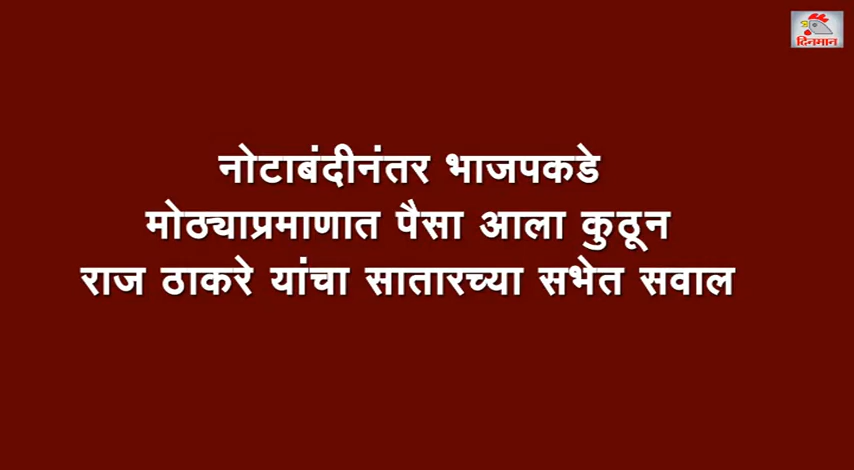 दिनमान
नोटाबंदीनंतर भाजपकडे
मोठ्याप्रमाणात पैसा आला कुठून
राज ठाकरे यांचा सातारच्या सभेत सवाल